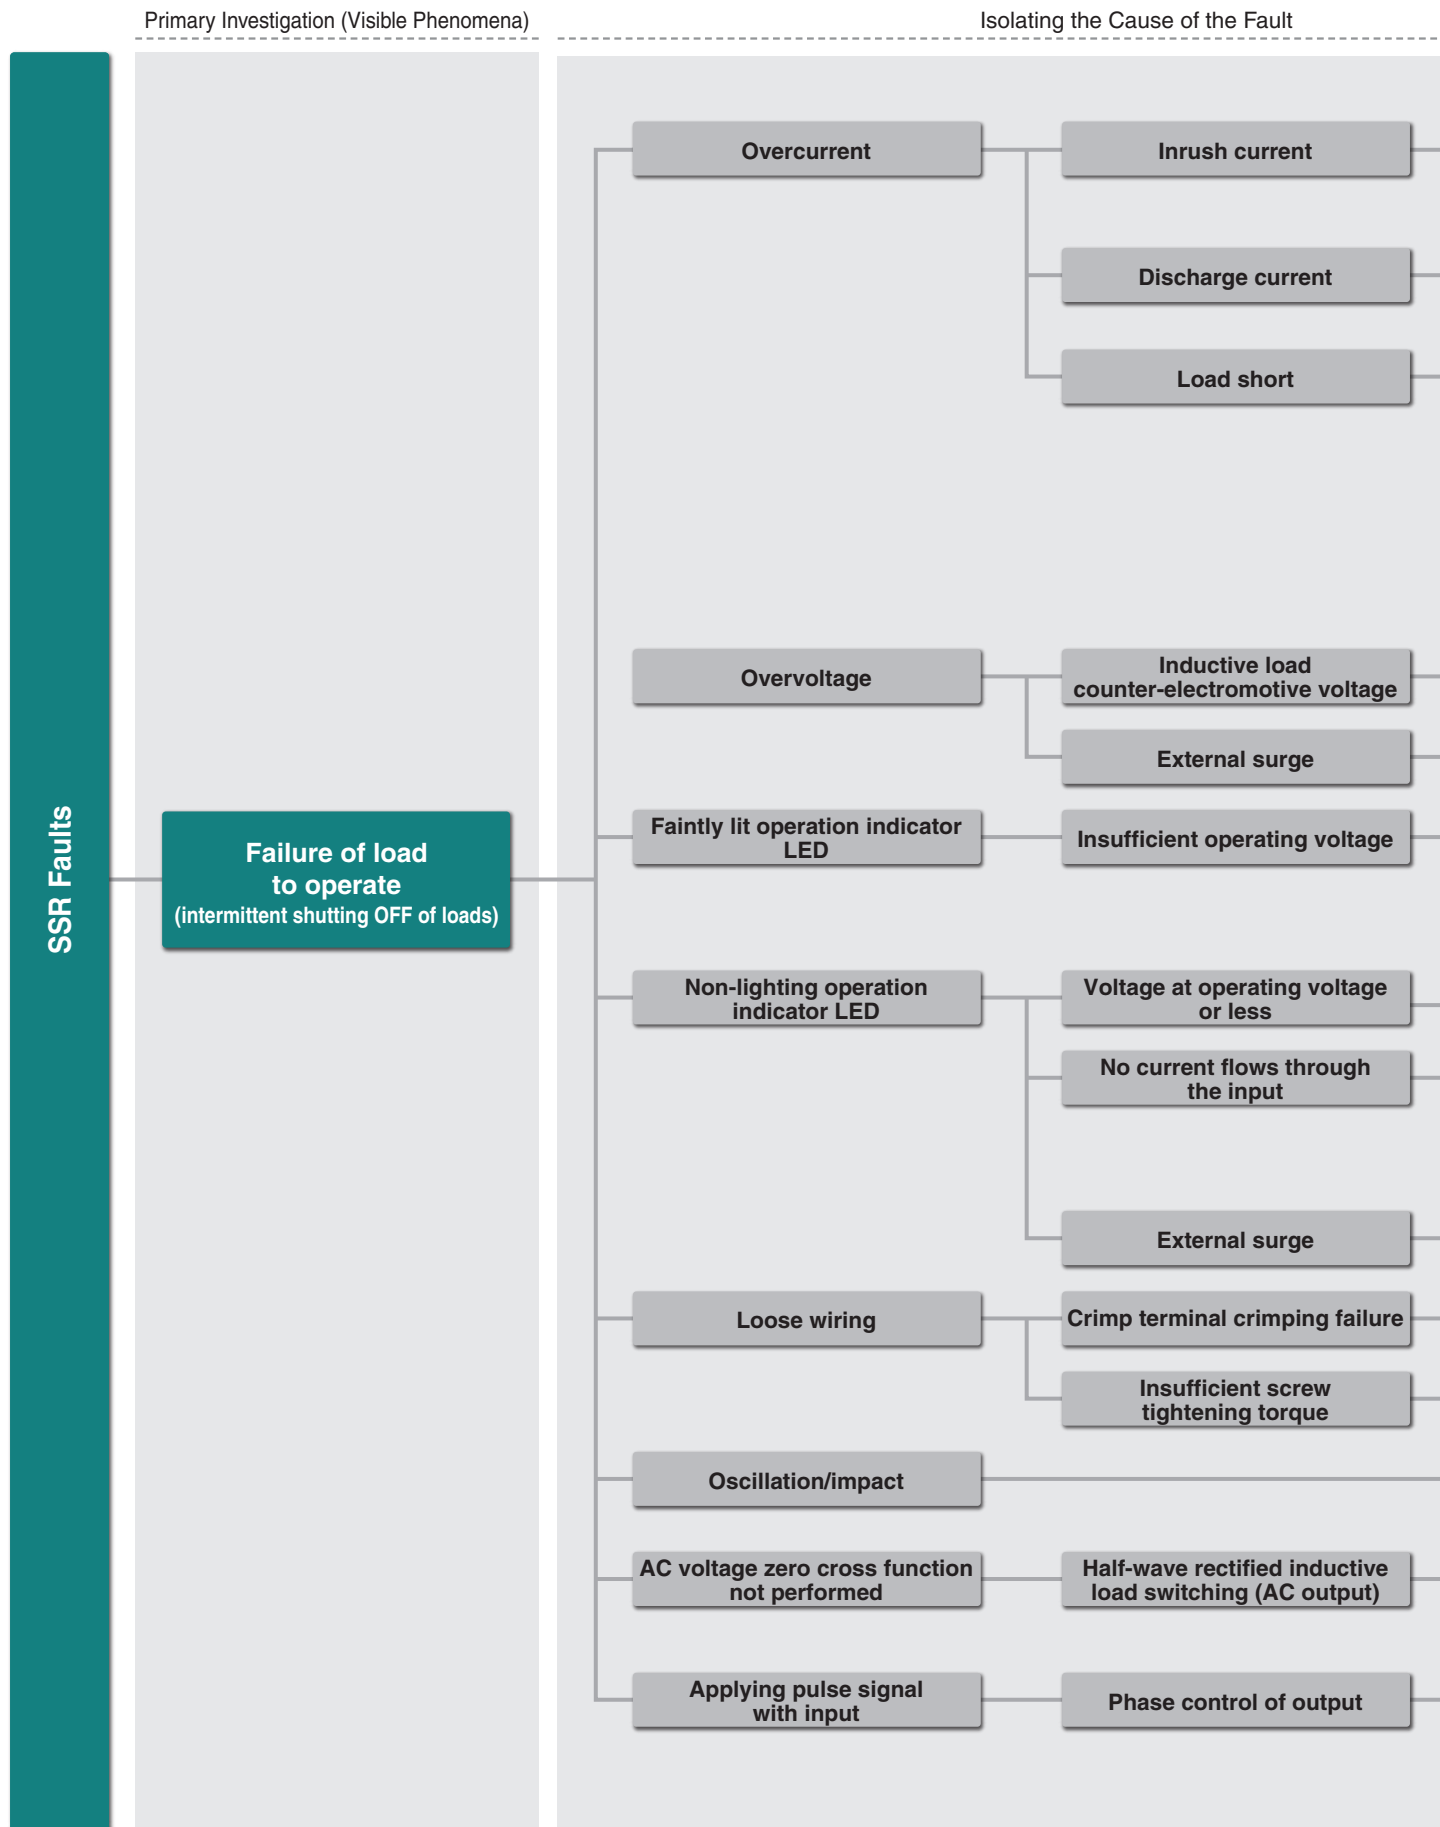 Primary Investigation (Visible Phenomena)
Isolating the Cause of the Fault
SSR Faults
Failure of load
to operate
(intermittent shutting OFF of loads)
Overcurrent
Inrush current
Discharge current
Load short
Overvoltage
Inductive load
counter-electromotive voltage
External surge
Faintly lit operation indicator
LED
Insufficient operating voltage
Non-lighting operation
indicator LED
Voltage at operating voltage
or less
No current flows through
the input
External surge
Loose wiring
Crimp terminal crimping failure
Insufficient screw
tightening torque
Oscillation/impact
AC voltage zero cross function
not performed
Half-wave rectified inductive
load switching (AC output)
Applying pulse signal
with input
Phase control of output